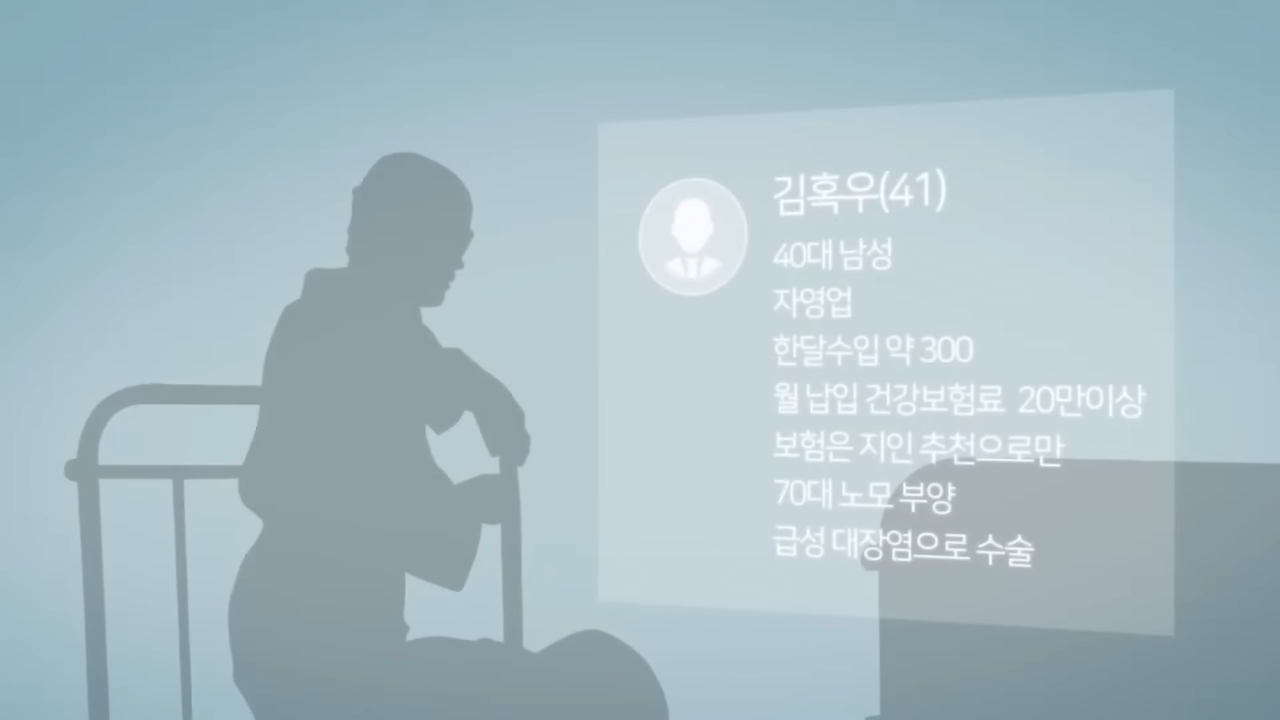 김혹우(41)
40대 남성
자영업
한달수입 약 300
월 납입 건강보험료 20만이상
보험은 지인 추천으로만
70대 노모 부양
급성 대장염으로 수술